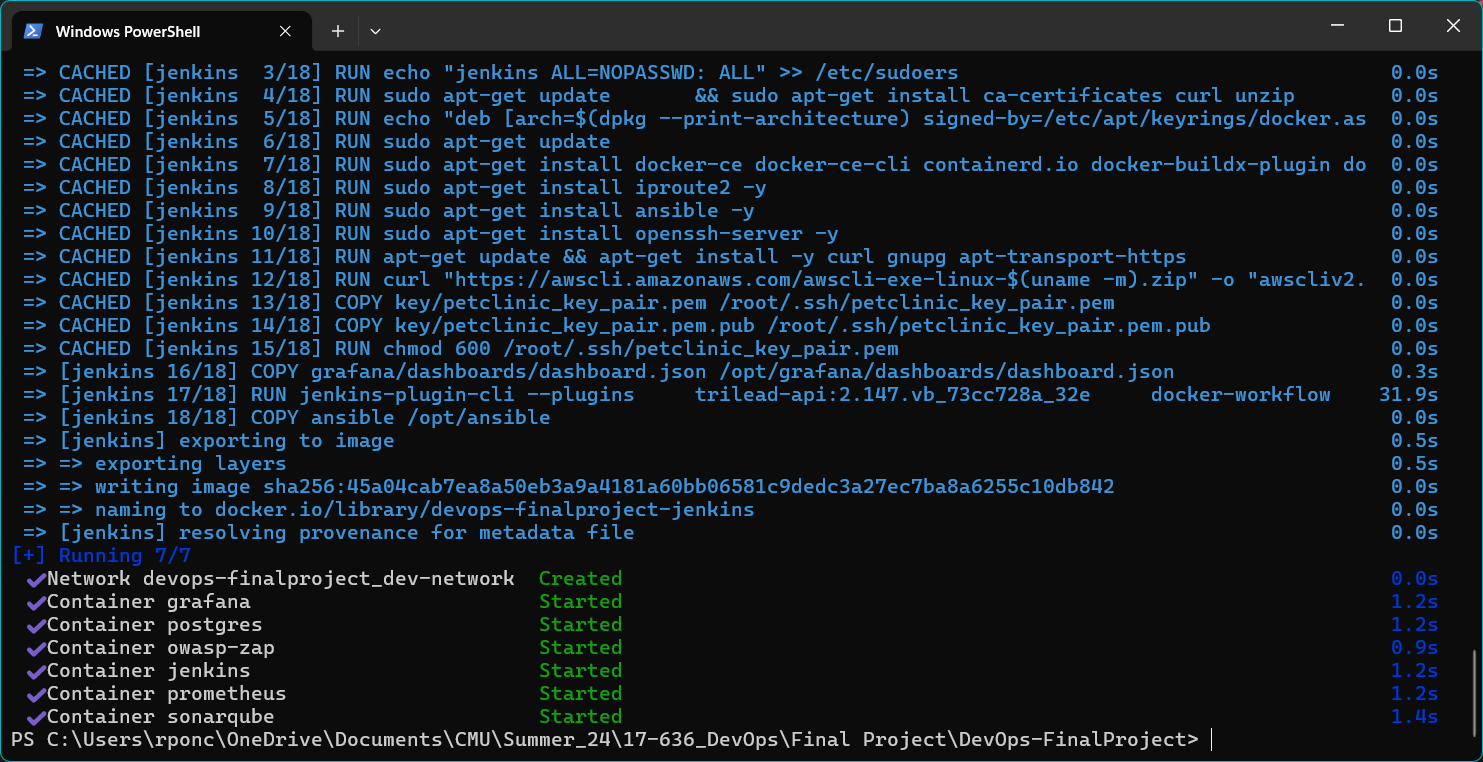 Windows PowerShell
=> CACHED [jenkins  3/18] RUN echo "jenkins ALL=NOPASSWD: ALL" >> /etc/sudoers 0.0s
=> CACHED [jenkins  4/18] RUN sudo apt-get update       && sudo apt-get install ca-certificates curl unzip 0.0s
=> CACHED [jenkins  5/18] RUN echo "deb [arch=$(dpkg --print-architecture) signed-by=/etc/apt/keyrings/docker.as 0.0s
=> CACHED [jenkins  6/18] RUN sudo apt-get update 0.0s
=> CACHED [jenkins  7/18] RUN sudo apt-get install docker-ce docker-ce-cli containerd.io docker-buildx-plugin do 0.0s
=> CACHED [jenkins  8/18] RUN sudo apt-get install iproute2 -y 0.0s
=> CACHED [jenkins  9/18] RUN sudo apt-get install ansible -y 0.0s
=> CACHED [jenkins 10/18] RUN sudo apt-get install openssh-server -y 0.0s
=> CACHED [jenkins 11/18] RUN apt-get update && apt-get install -y curl gnupg apt-transport-https 0.0s
=> CACHED [jenkins 12/18] RUN curl "https://awscli.amazonaws.com/awscli-exe-linux-$(uname -m).zip" -o "awscliv2. 0.0s
=> CACHED [jenkins 13/18] COPY key/petclinic_key_pair.pem /root/.ssh/petclinic_key_pair.pem 0.0s
=> CACHED [jenkins 14/18] COPY key/petclinic_key_pair.pem.pub /root/.ssh/petclinic_key_pair.pem.pub 0.0s
=> CACHED [jenkins 15/18] RUN chmod 600 /root/.ssh/petclinic_key_pair.pem 0.0s
=> [jenkins 16/18] COPY grafana/dashboards/dashboard.json /opt/grafana/dashboards/dashboard.json 0.3s
=> [jenkins 17/18] RUN jenkins-plugin-cli --plugins     trilead-api:2.147.vb_73cc728a_32e     docker-workflow 31.9s
=> [jenkins 18/18] COPY ansible /opt/ansible 0.0s
=> [jenkins] exporting to image 0.5s
=> => exporting layers 0.5s
=> => writing image sha256:45a04cab7ea8a50eb3a9a4181a60bb06581c9dedc3a27ec7ba8a6255c10db842 0.0s
=> => naming to docker.io/library/devops-finalproject-jenkins 0.0s
=> [jenkins] resolving provenance for metadata file 0.0s
[+] Running 7/7
✔Network devops-finalproject_dev-network  Created 0.0s
✔Container grafana Started 1.2s
✔Container postgres Started 1.2s
✔Container owasp-zap Started 0.9s
✔Container jenkins Started 1.2s
✔Container prometheus Started 1.2s
✔Container sonarqube Started 1.4s
PS C:\Users\rponc\OneDrive\Documents\CMU\Summer_24\17-636_DevOps\Final Project\DevOps-FinalProject>